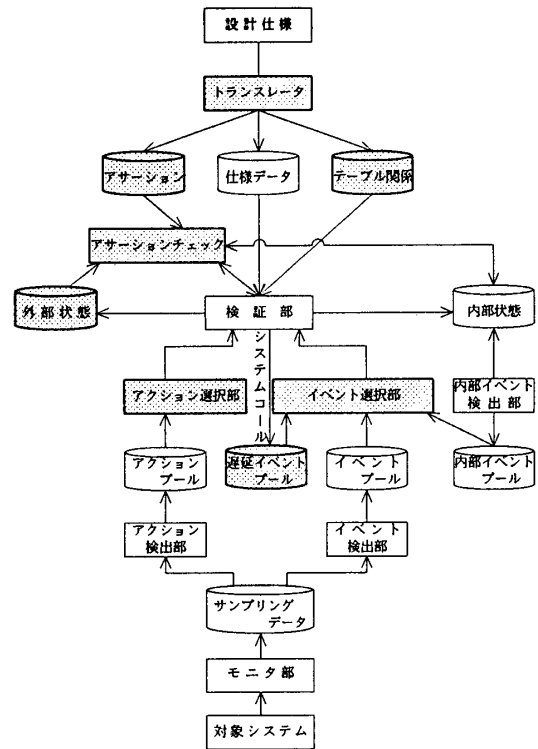 設計仕様
トランスレータ
アサーション
仕様データ
テーブル関係
アサーションチェック
外部状態
検証部
内部状態
システムコール
アクション選択部
イベント選択部
内部イベント
検出部
アクション
プール
遅延イベント
プール
イベント
プール
内部イベント
プール
アクション
検出部
イベント
検出部
サンプリング
データ
モニタ部
対象システム